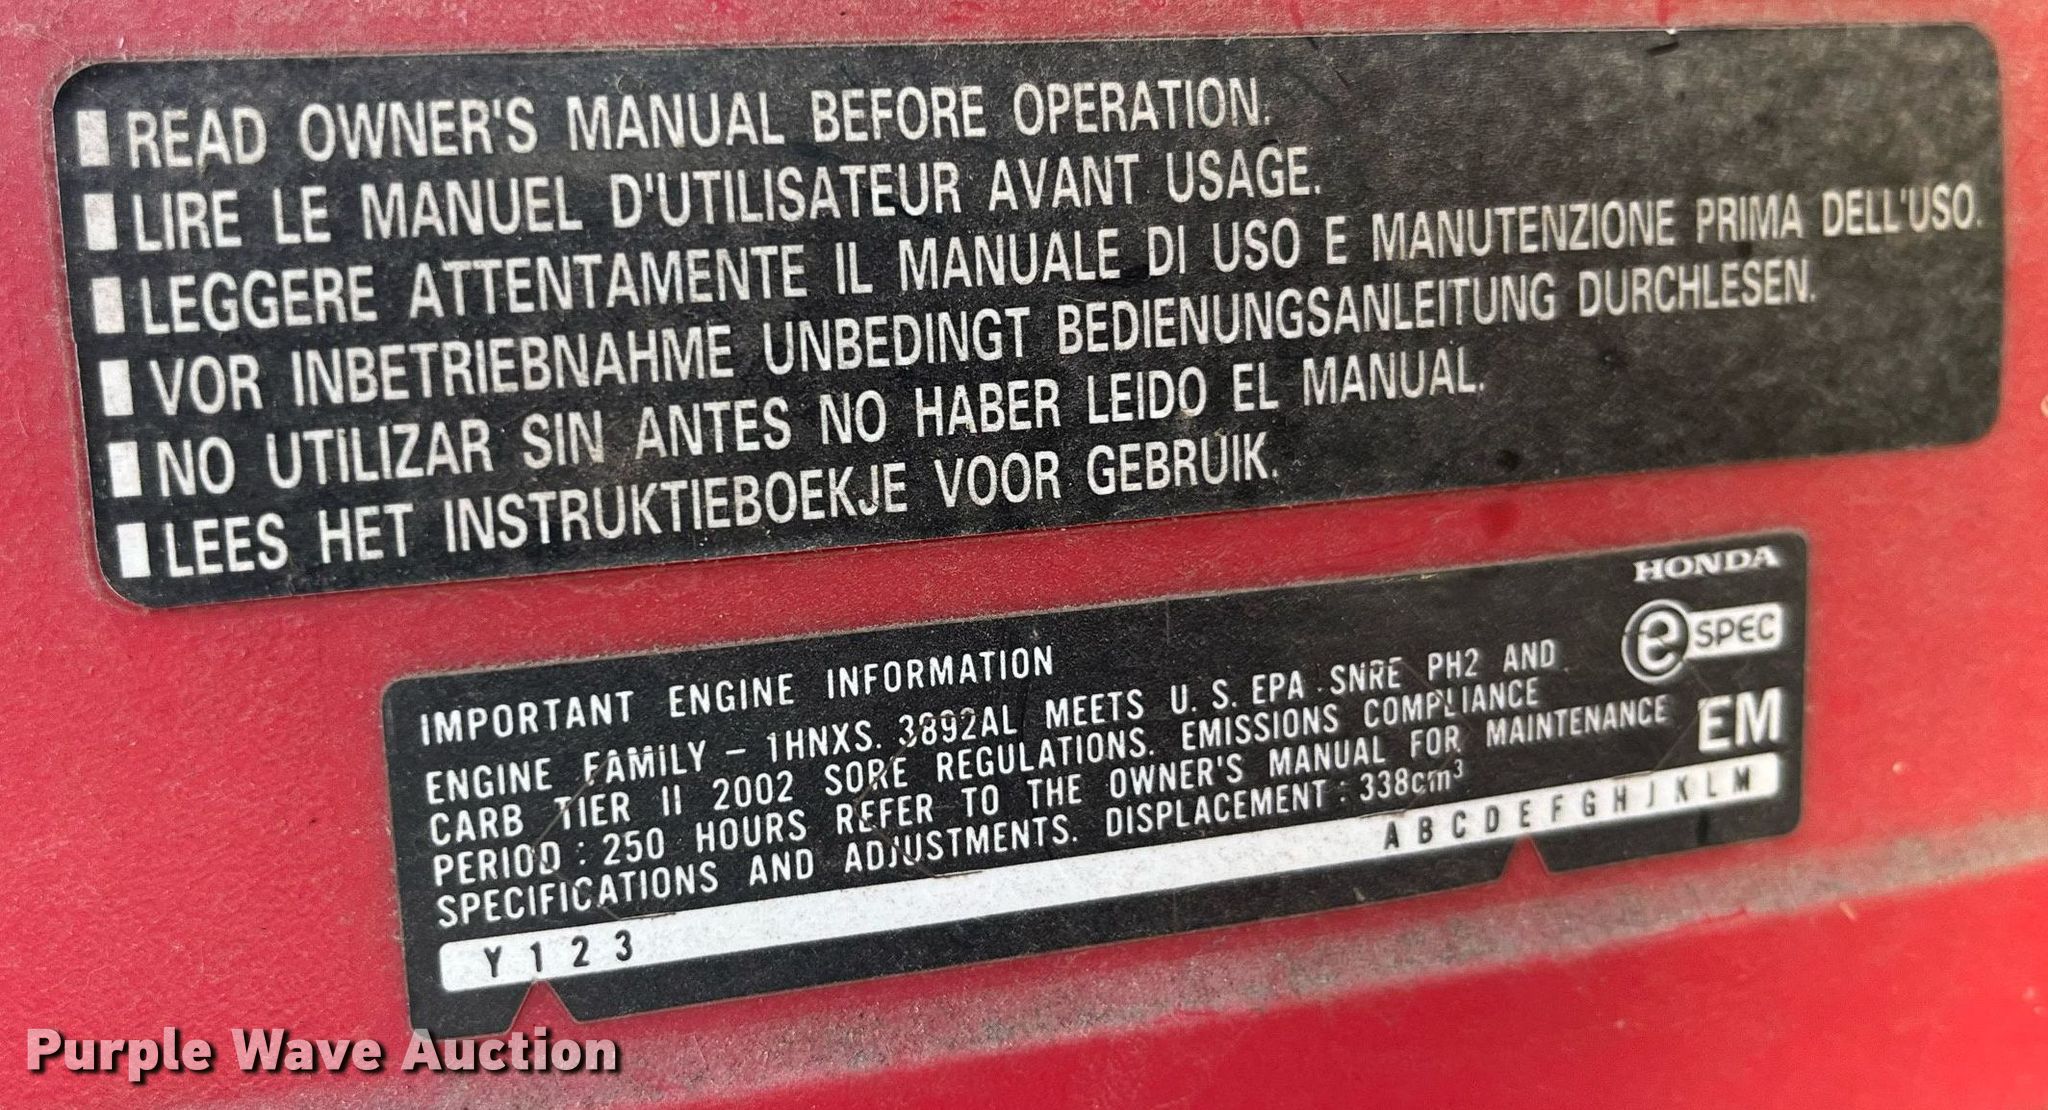 READ OWNER'S MANUAL BEFORE OPERATION.
LIRE LE MANUEL D'UTILISATEUR AVANT USAGE.
LEGGERE ATTENTAMENTE IL MANUALE DI USO E MANUTENZIONE PRIMA DELL'USO.
VOR INBETRIEBNAHME UNBEDINGT BEDIENUNGSANLEITUNG DURCHLESEN.
NO UTILIZAR SIN ANTES NO HABER LEIDO EL MANUAL.
LEES HET INSTRUKTIEBOEKJE VOOR GEBRUIK.
HONDA
e SPEC
EM
IMPORTANT ENGINE INFORMATION
ENGINE FAMILY - 1HNXS. 3892AL MEETS U. S. EPA SNRE PH2 AND
CARB TIER II 2002 SORE REGULATIONS. EMISSIONS COMPLIANCE
PERIOD : 250 HOURS REFER TO THE OWNER'S MANUAL FOR MAINTENANCE
SPECIFICATIONS AND ADJUSTMENTS. DISPLACEMENT : 338cm³
Y 1 2 3 A B C D E F G H J K L M
Purple Wave Auction